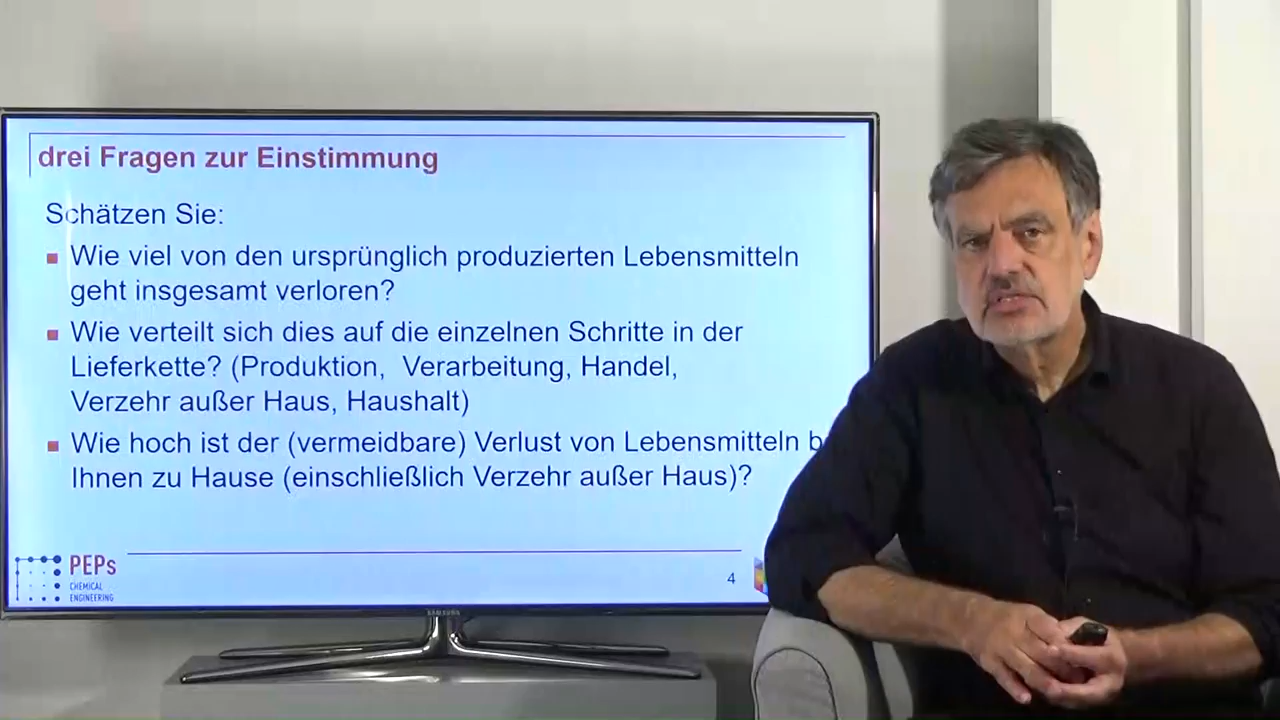 drei Fragen zur Einstimmung
Schätzen Sie:
Wie viel von den ursprünglich produzierten Lebensmitteln
geht insgesamt verloren?
Wie verteilt sich dies auf die einzelnen Schritte in der
Lieferkette? (Produktion, Verarbeitung, Handel,
Verzehr außer Haus, Haushalt)
Wie hoch ist der (vermeidbare) Verlust von Lebensmitteln
Ihnen zu Hause (einschließlich Verzehr außer Haus)?
PEPs
CHEMICAL
ENGINEERING
4
SAMSUNG